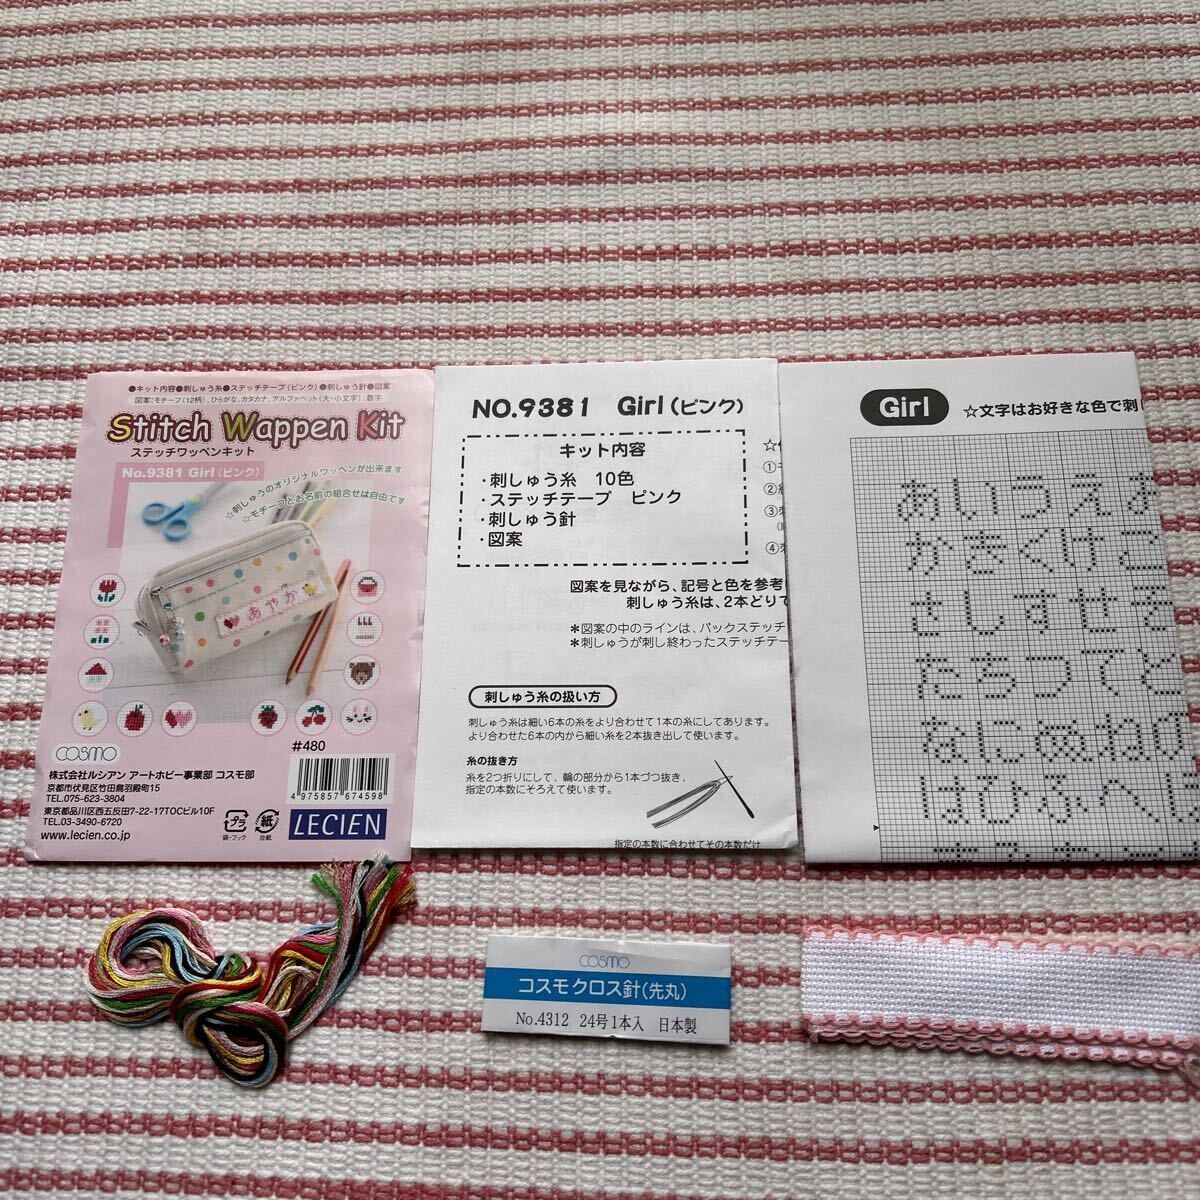 ●キット内容●刺しゅう糸●ステッチテープ(ピンク)●刺しゅう針●図案
図案:モチーフ(12柄)、ひらがな、カタカナ、アルファベット(大・小文字)、数字
Stitch Wappen Kit
ステッチワッペンキット
No.9381 Girl(ピンク)
☆刺しゅうのオリジナルワッペンが出来ます
☆モチーフとお名前の組合せは自由です
あやか
COSMO
#480
株式会社ルシアン アートホビー事業部 コスモ部
京都市伏見区竹田鳥羽殿町15
TEL.075-623-3804
東京都品川区西五反田7-22-17TOCビル10F
TEL.03-3490-6720
www.lecien.co.jp
4975857674598
プラ
袋・フック
紙
台紙
LECIEN
NO.9381 Girl(ピンク)
キット内容
・刺しゅう糸 10色
・ステッチテープ ピンク
・刺しゅう針
・図案
①
②
③
④
図案を見ながら、記号と色を参考
刺しゅう糸は、2本どりで
*図案の中のラインは、バックステッチ
*刺しゅうが刺し終わったステッチテー
刺しゅう糸の扱い方
刺しゅう糸は細い6本の糸をより合わせて1本の糸にしてあります。
より合わせた6本の内から細い糸を2本抜き出して使います。
糸の抜き方
糸を2つ折りにして、輪の部分から1本づつ抜き、
指定の本数にそろえて使います。
指定の本数に合わせてその本数だけ
Girl
☆文字はお好きな色で刺し
あいうえお
かきくけこ
さしすせそ
たちつてと
なにぬねの
はひふへほ
COSMO
コスモクロス針(先丸)
No.4312 24号1本入 日本製